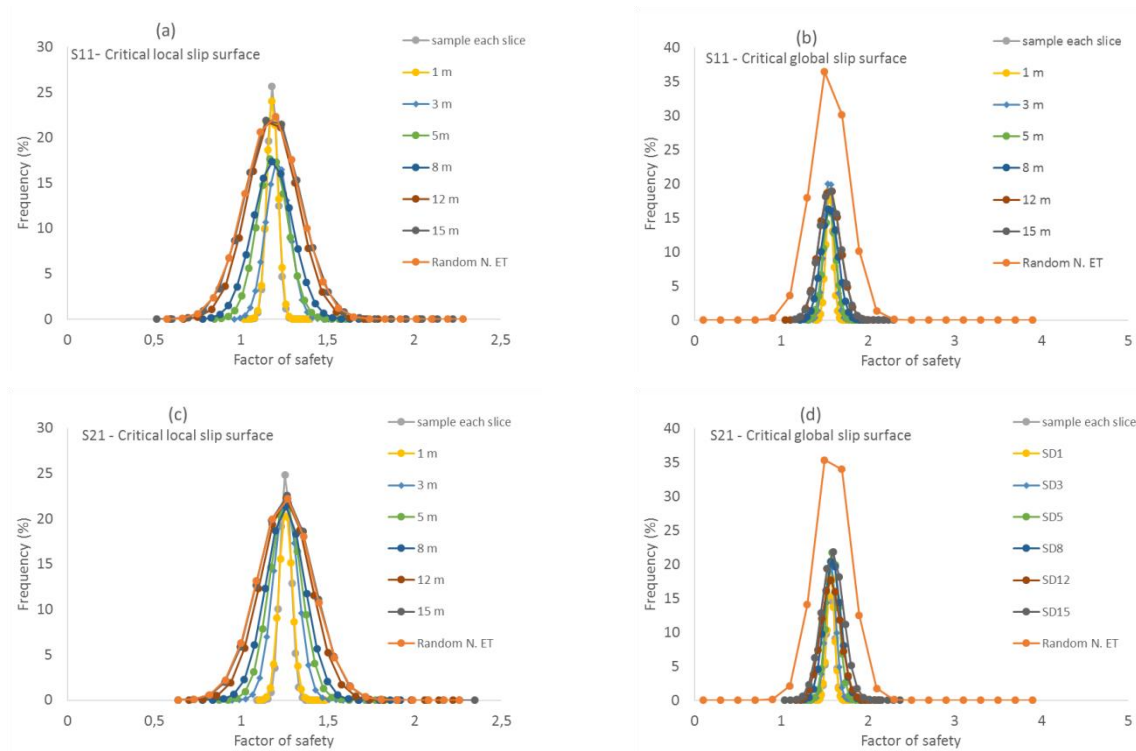 (a)
S11- Critical local slip surface
30
25
20
15
10
5
0
Frequency (%)
0
0,5
1
1,5
2
2,5
Factor of safety
sample each slice
1 m
3 m
5m
8 m
12 m
15 m
Random N. ET
(b)
S11 - Critical global slip surface
40
35
30
25
20
15
10
5
0
Frequency (%)
0
1
2
3
4
5
Factor of safety
sample each slice
1 m
3 m
5 m
8 m
12 m
15 m
Random N. ET
(c)
S21 - Critical local slip surface
30
25
20
15
10
5
0
Frequency (%)
0
0,5
1
1,5
2
2,5
Factor of safety
sample each slice
1 m
3 m
5 m
8 m
12 m
15 m
Random N. ET
(d)
S21 - Critical global slip surface
40
35
30
25
20
15
10
5
0
Frequency (%)
0
1
2
3
4
5
Factor of safety
sample each slice
SD1
SD3
SD5
SD8
SD12
SD15
Random N. ET